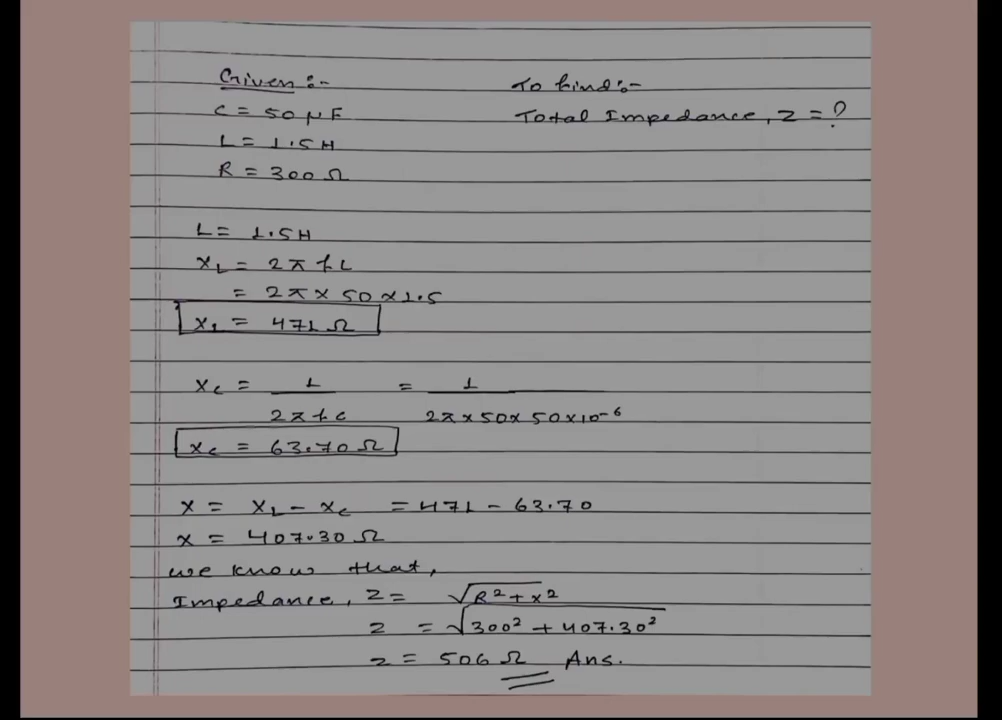 Given :-
To find :-
C = 50 μF
Total Impedance, Z = ?
L = 1.5 H
R = 300 Ω
L = 1.5 H
XL = 2π f L
= 2π × 50 × 1.5
XL = 471 Ω
Xc = 1 / 2π f c = 1 / 2π × 50 × 50 × 10⁻⁶
Xc = 63.70 Ω
X = XL - Xc = 471 - 63.70
X = 407.30 Ω
we know that,
Impedance, Z = √R² + X²
Z = √300² + 407.30²
Z = 506 Ω Ans.